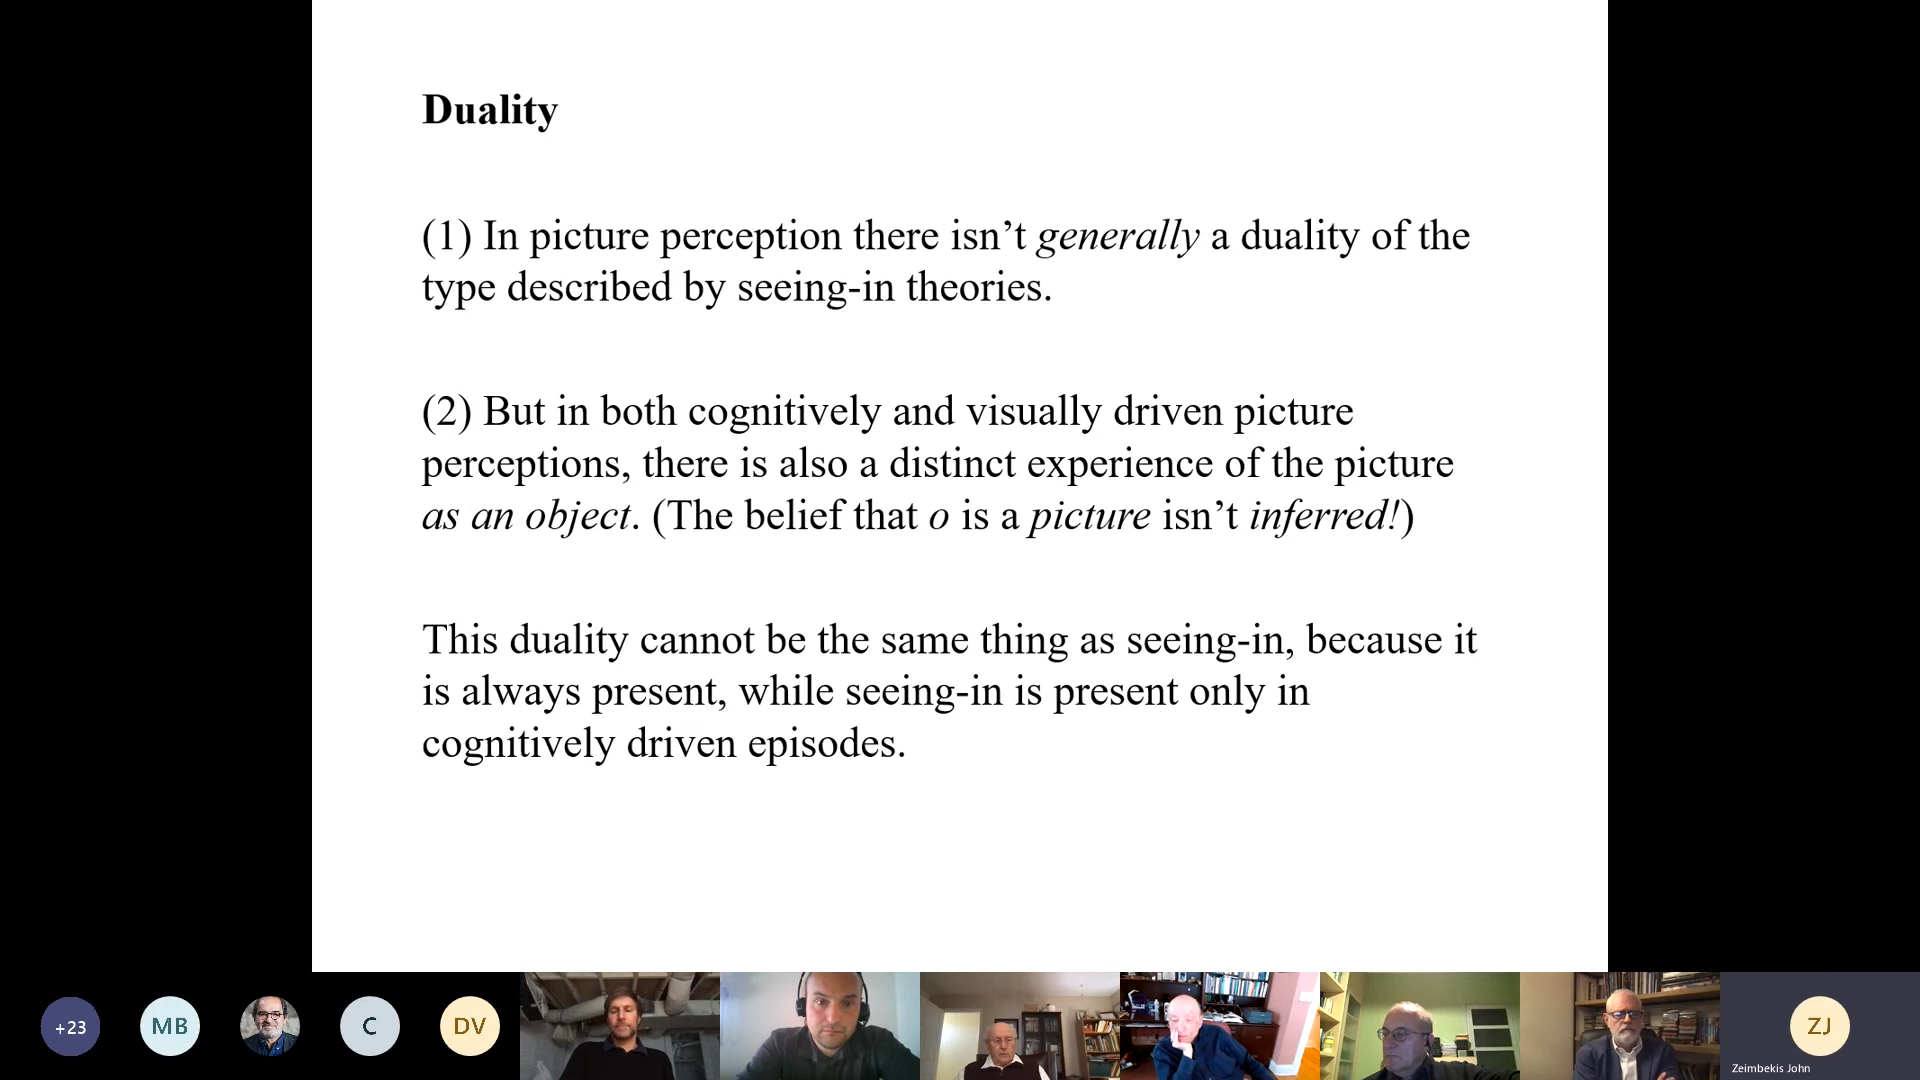 Duality
(1) In picture perception there isn’t generally a duality of the
type described by seeing-in theories.
(2) But in both cognitively and visually driven picture
perceptions, there is also a distinct experience of the picture
as an object. (The belief that o is a picture isn’t inferred!)
This duality cannot be the same thing as seeing-in, because it
is always present, while seeing-in is present only in
cognitively driven episodes.
+23
MB
C
DV
ZJ
Zeimbekis John